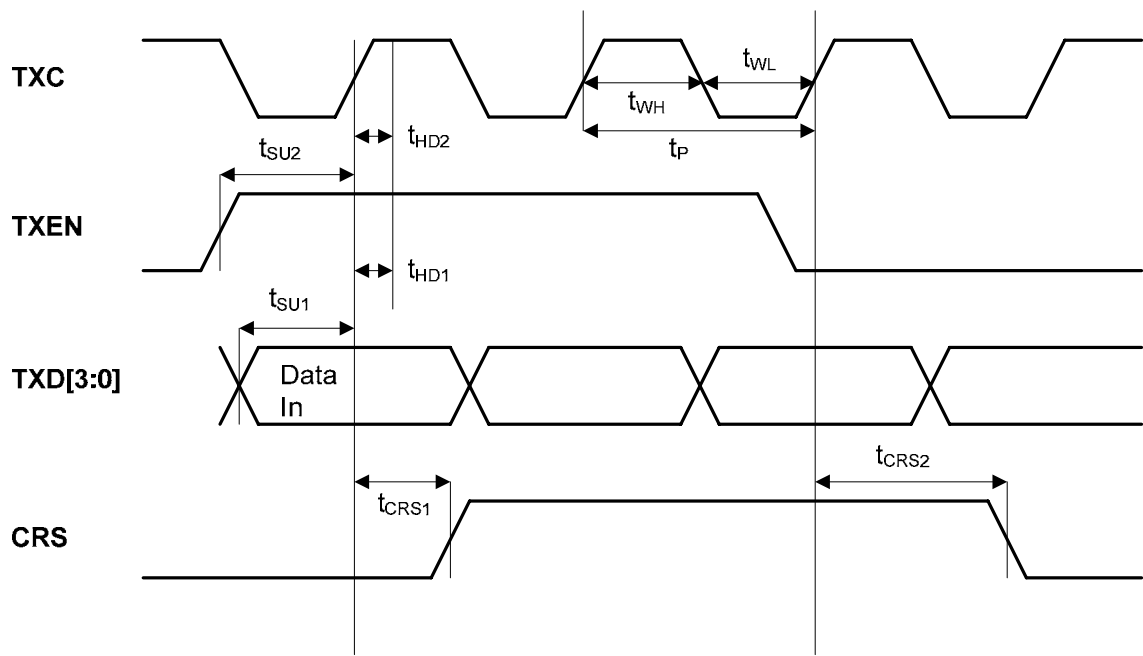 TXC
tWL
tWH
tHD2
tP
tSU2
TXEN
tHD1
tSU1
TXD[3:0]
Data
In
tCRS2
tCRS1
CRS